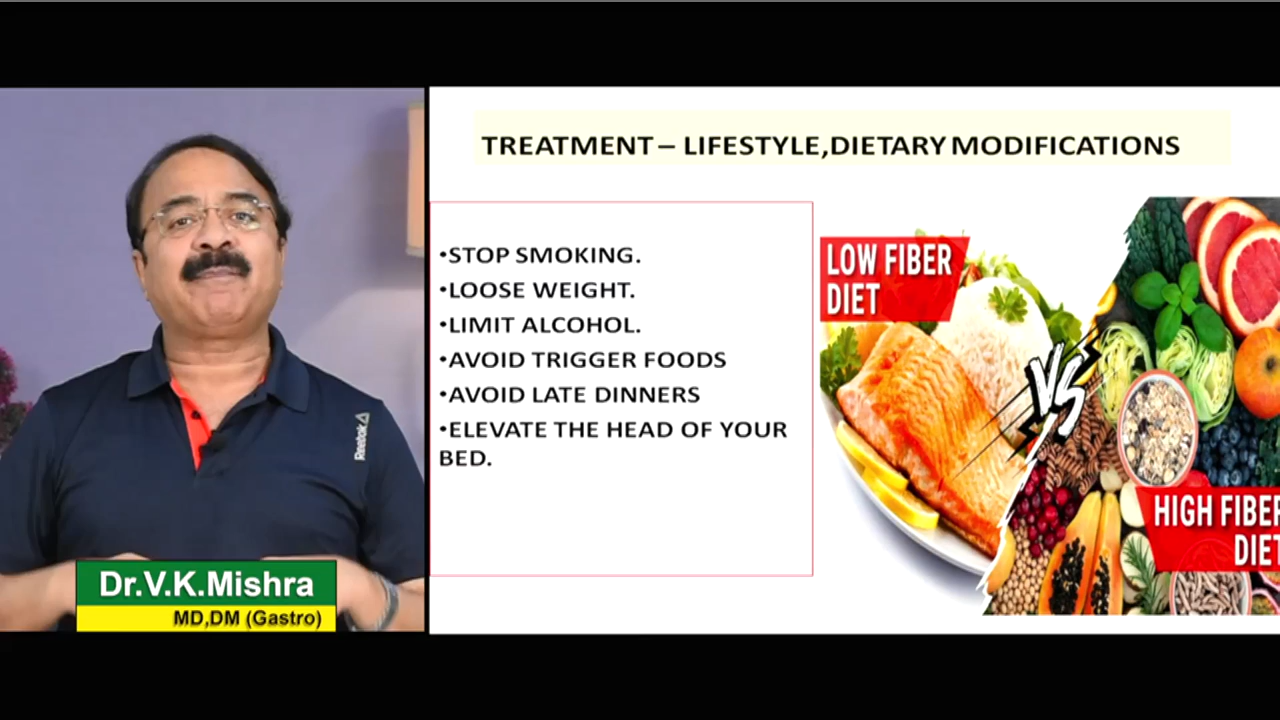 TREATMENT – LIFESTYLE,DIETARY MODIFICATIONS
•STOP SMOKING.
•LOOSE WEIGHT.
•LIMIT ALCOHOL.
•AVOID TRIGGER FOODS
•AVOID LATE DINNERS
•ELEVATE THE HEAD OF YOUR
BED.
LOW FIBER
DIET
VS
HIGH FIBER
DIET
Reebok
Dr.V.K.Mishra
MD,DM (Gastro)